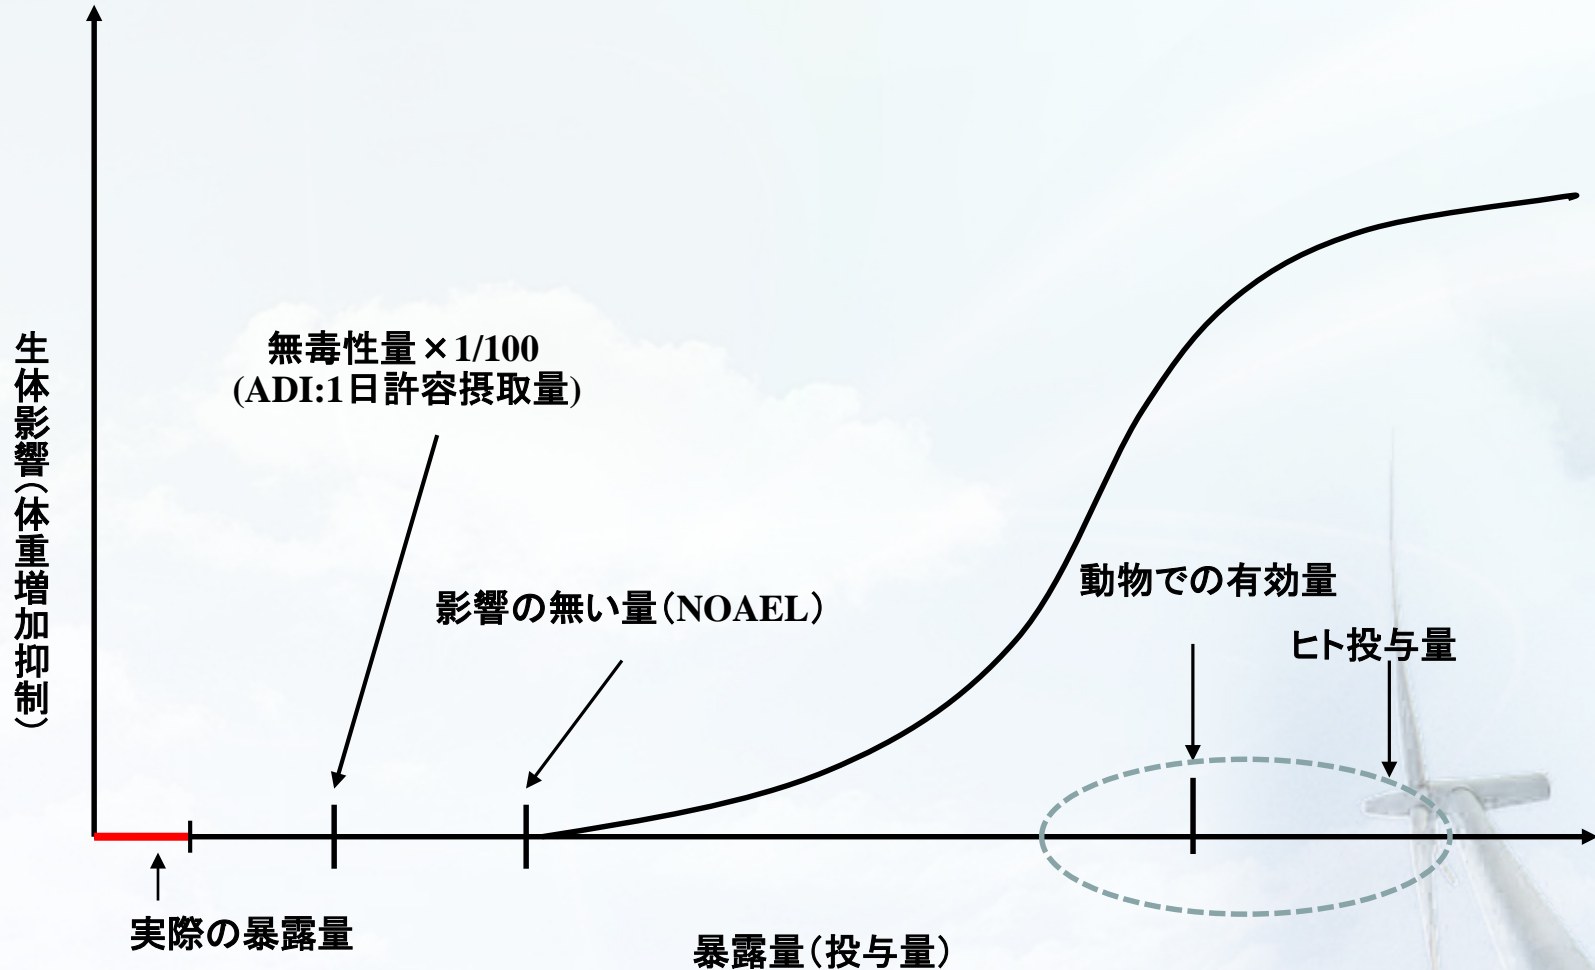 生体影響（体重増加抑制）
無毒性量×1/100
(ADI:1日許容摂取量)
影響の無い量（NOAEL）
動物での有効量
ヒト投与量
実際の暴露量
暴露量（投与量）